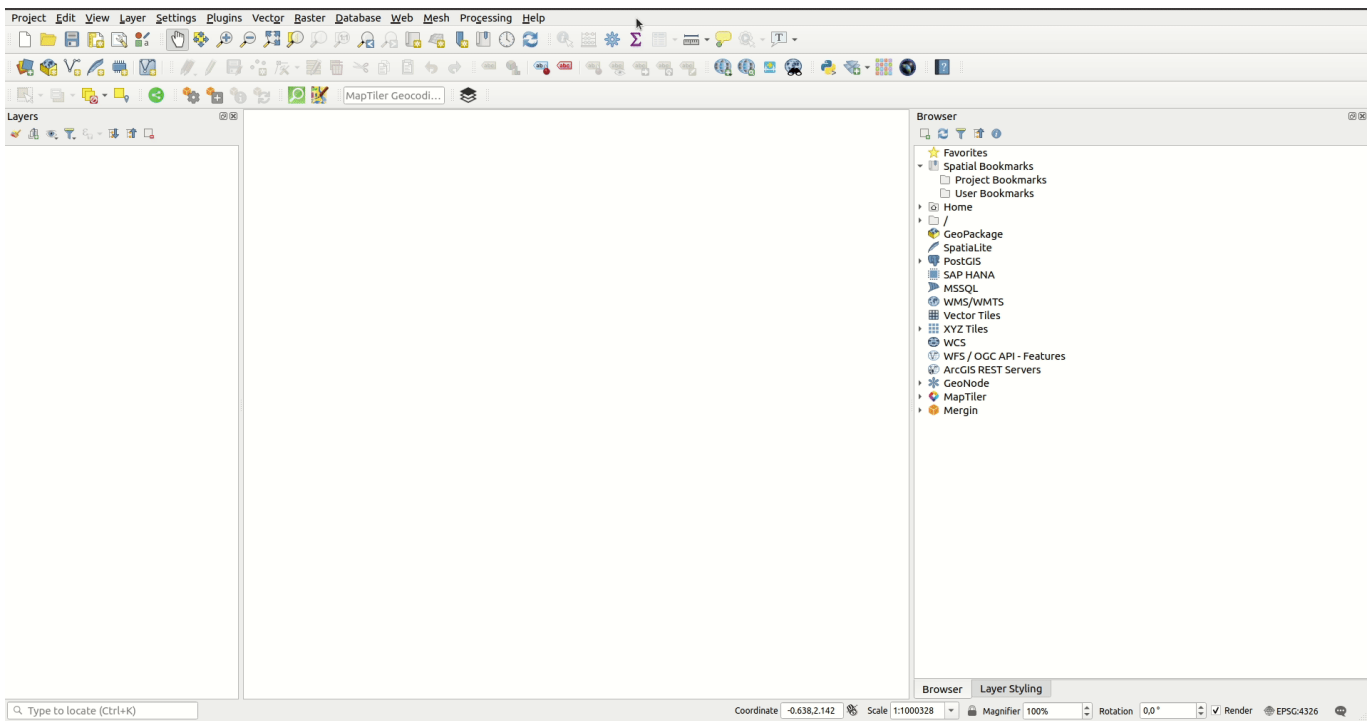 Project Edit View Layer Settings Plugins Vector Raster Database Web Mesh Processing Help
MapTiler Geocodi...
Layers
Browser
Favorites
Spatial Bookmarks
Project Bookmarks
User Bookmarks
Home
/
GeoPackage
SpatiaLite
PostGIS
SAP HANA
MSSQL
WMS/WMTS
Vector Tiles
XYZ Tiles
WCS
WFS / OGC API - Features
ArcGIS REST Servers
GeoNode
MapTiler
Mergin
Browser Layer Styling
Type to locate (Ctrl+K) Coordinate -0.638,2.142 Scale 1:1000328 Magnifier 100% Rotation 0,0 ° Render EPSG:4326